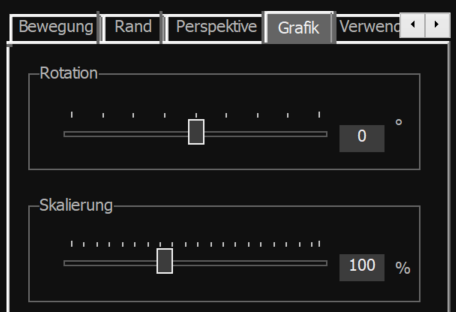 Bewegung Rand Perspektive Grafik Verwend
Rotation
0 °
Skalierung
100 %